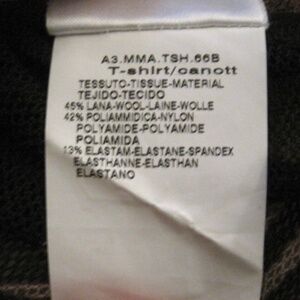 A3.MMA.TSH.66B
T-shirt/canott
TESSUTO-TISSUE-MATERIAL
TEJIDO-TECIDO
45% LANA-WOOL-LAINE-WOLLE
42% POLIAMMIDICA-NYLON
POLYAMIDE-POLYAMIDE
POLIAMIDA
13% ELASTAM-ELASTANE-SPANDEX
ELASTHANNE-ELASTHAN
ELASTANO